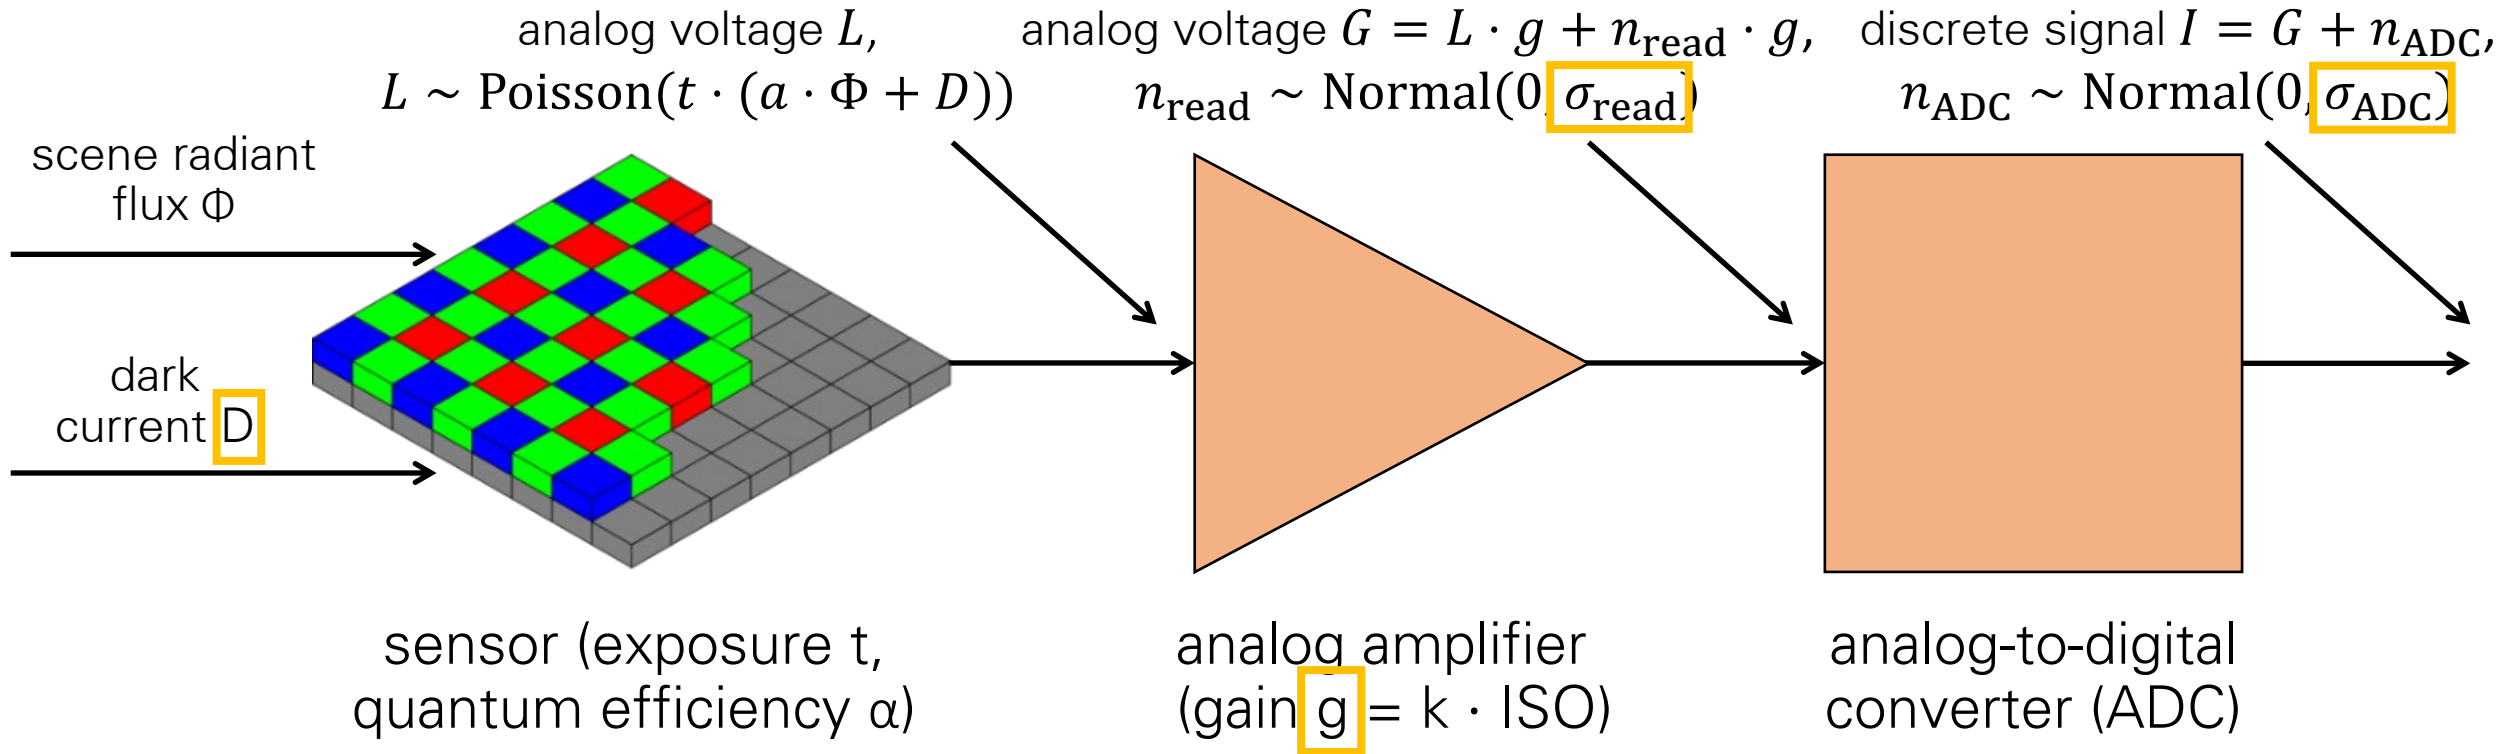 analog voltage L,
L ~ Poisson(t · (a · Φ + D))
analog voltage G = L · g + n_read · g,
n_read ~ Normal(0, σ_read)
discrete signal I = G + n_ADC,
n_ADC ~ Normal(0, σ_ADC)
scene radiant
flux Φ
dark
current D
sensor (exposure t,
quantum efficiency α)
analog amplifier
(gain g = k · ISO)
analog-to-digital
converter (ADC)